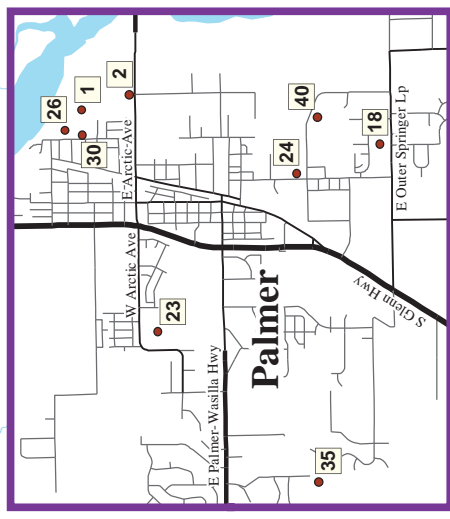 26
1
2
30
E-Arctic-Ave
40
18
24
E Outer Springer Lp
W Arctic Ave
23
Palmer
S Glenn Hwy
E Palmer-Wasilla Hwy
35